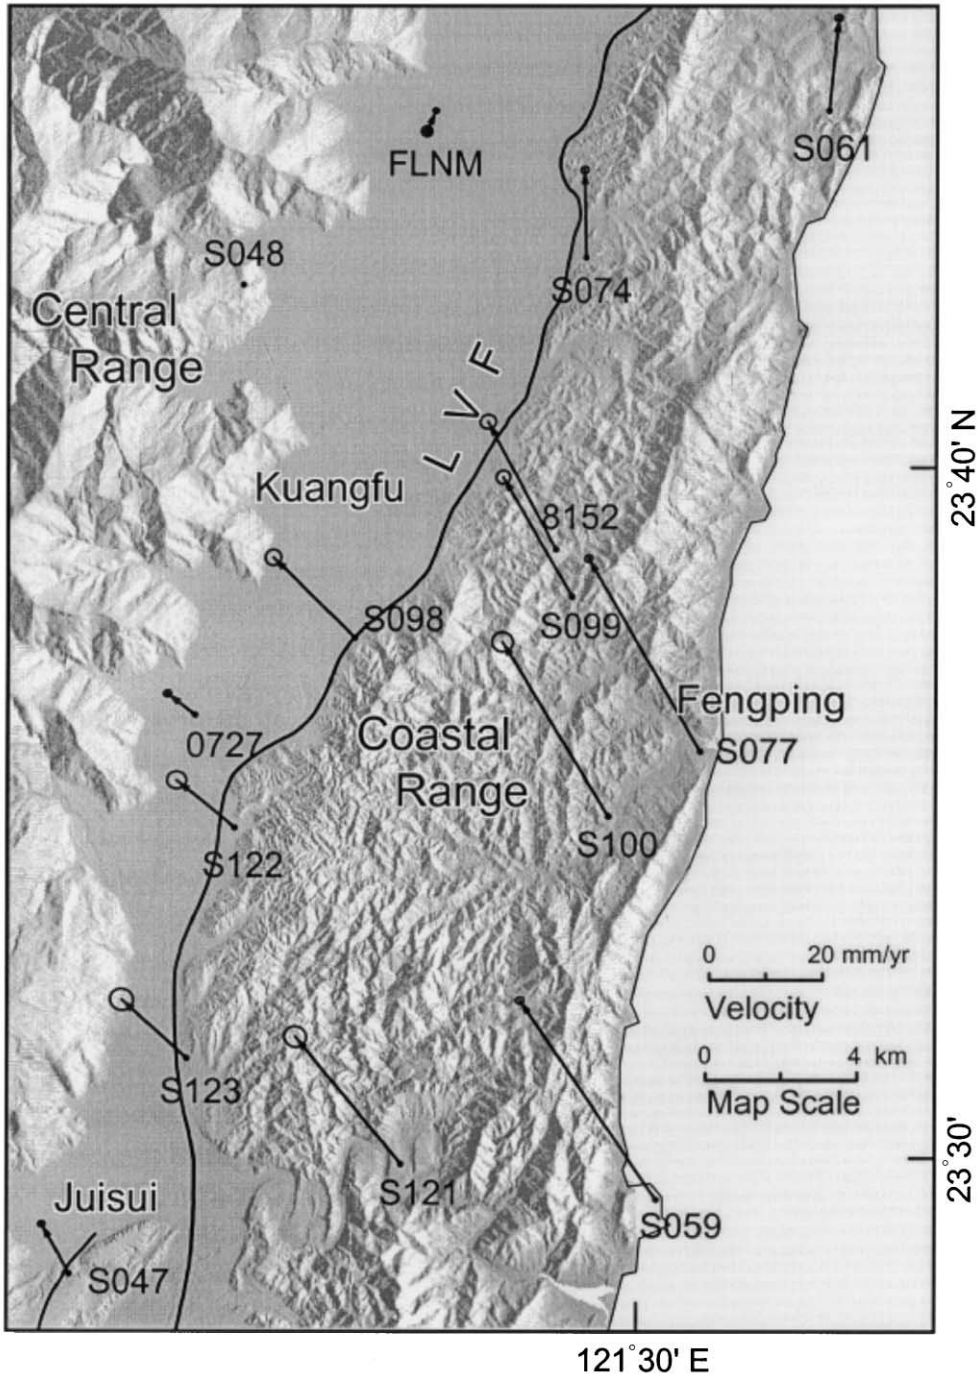 S061
FLNM
S048
S074
Central
Range
L V F
23°40' N
Kuangfu
8152
S098
S099
Fengping
0727
Coastal
Range
S077
S122
S100
0 20 mm/yr
Velocity
0 4 km
Map Scale
S123
S121
23°30'
Juisui
S059
S047
121°30' E